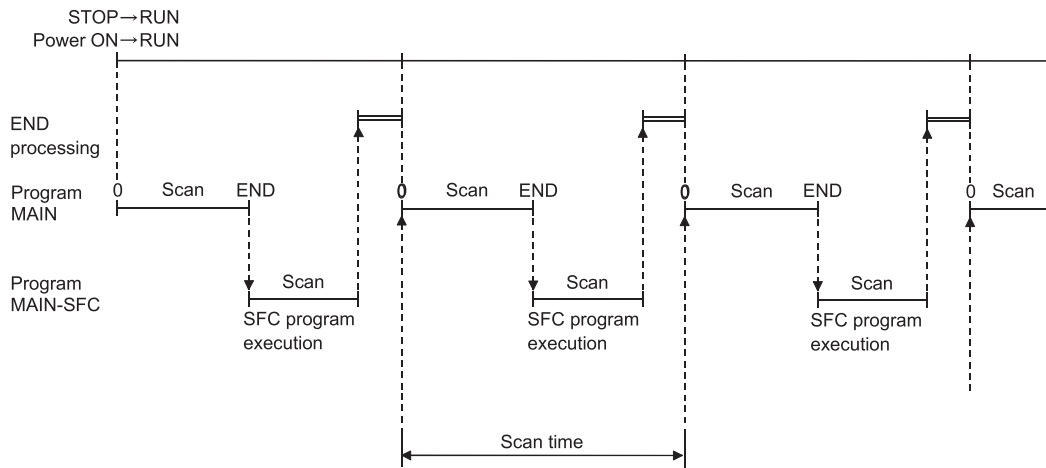 STOP→RUN
Power ON→RUN
END
processing
Program
MAIN
0 Scan END 0 Scan END 0 Scan END 0 Scan
Program
MAIN-SFC
Scan Scan Scan
SFC program
execution
SFC program
execution
SFC program
execution
Scan time